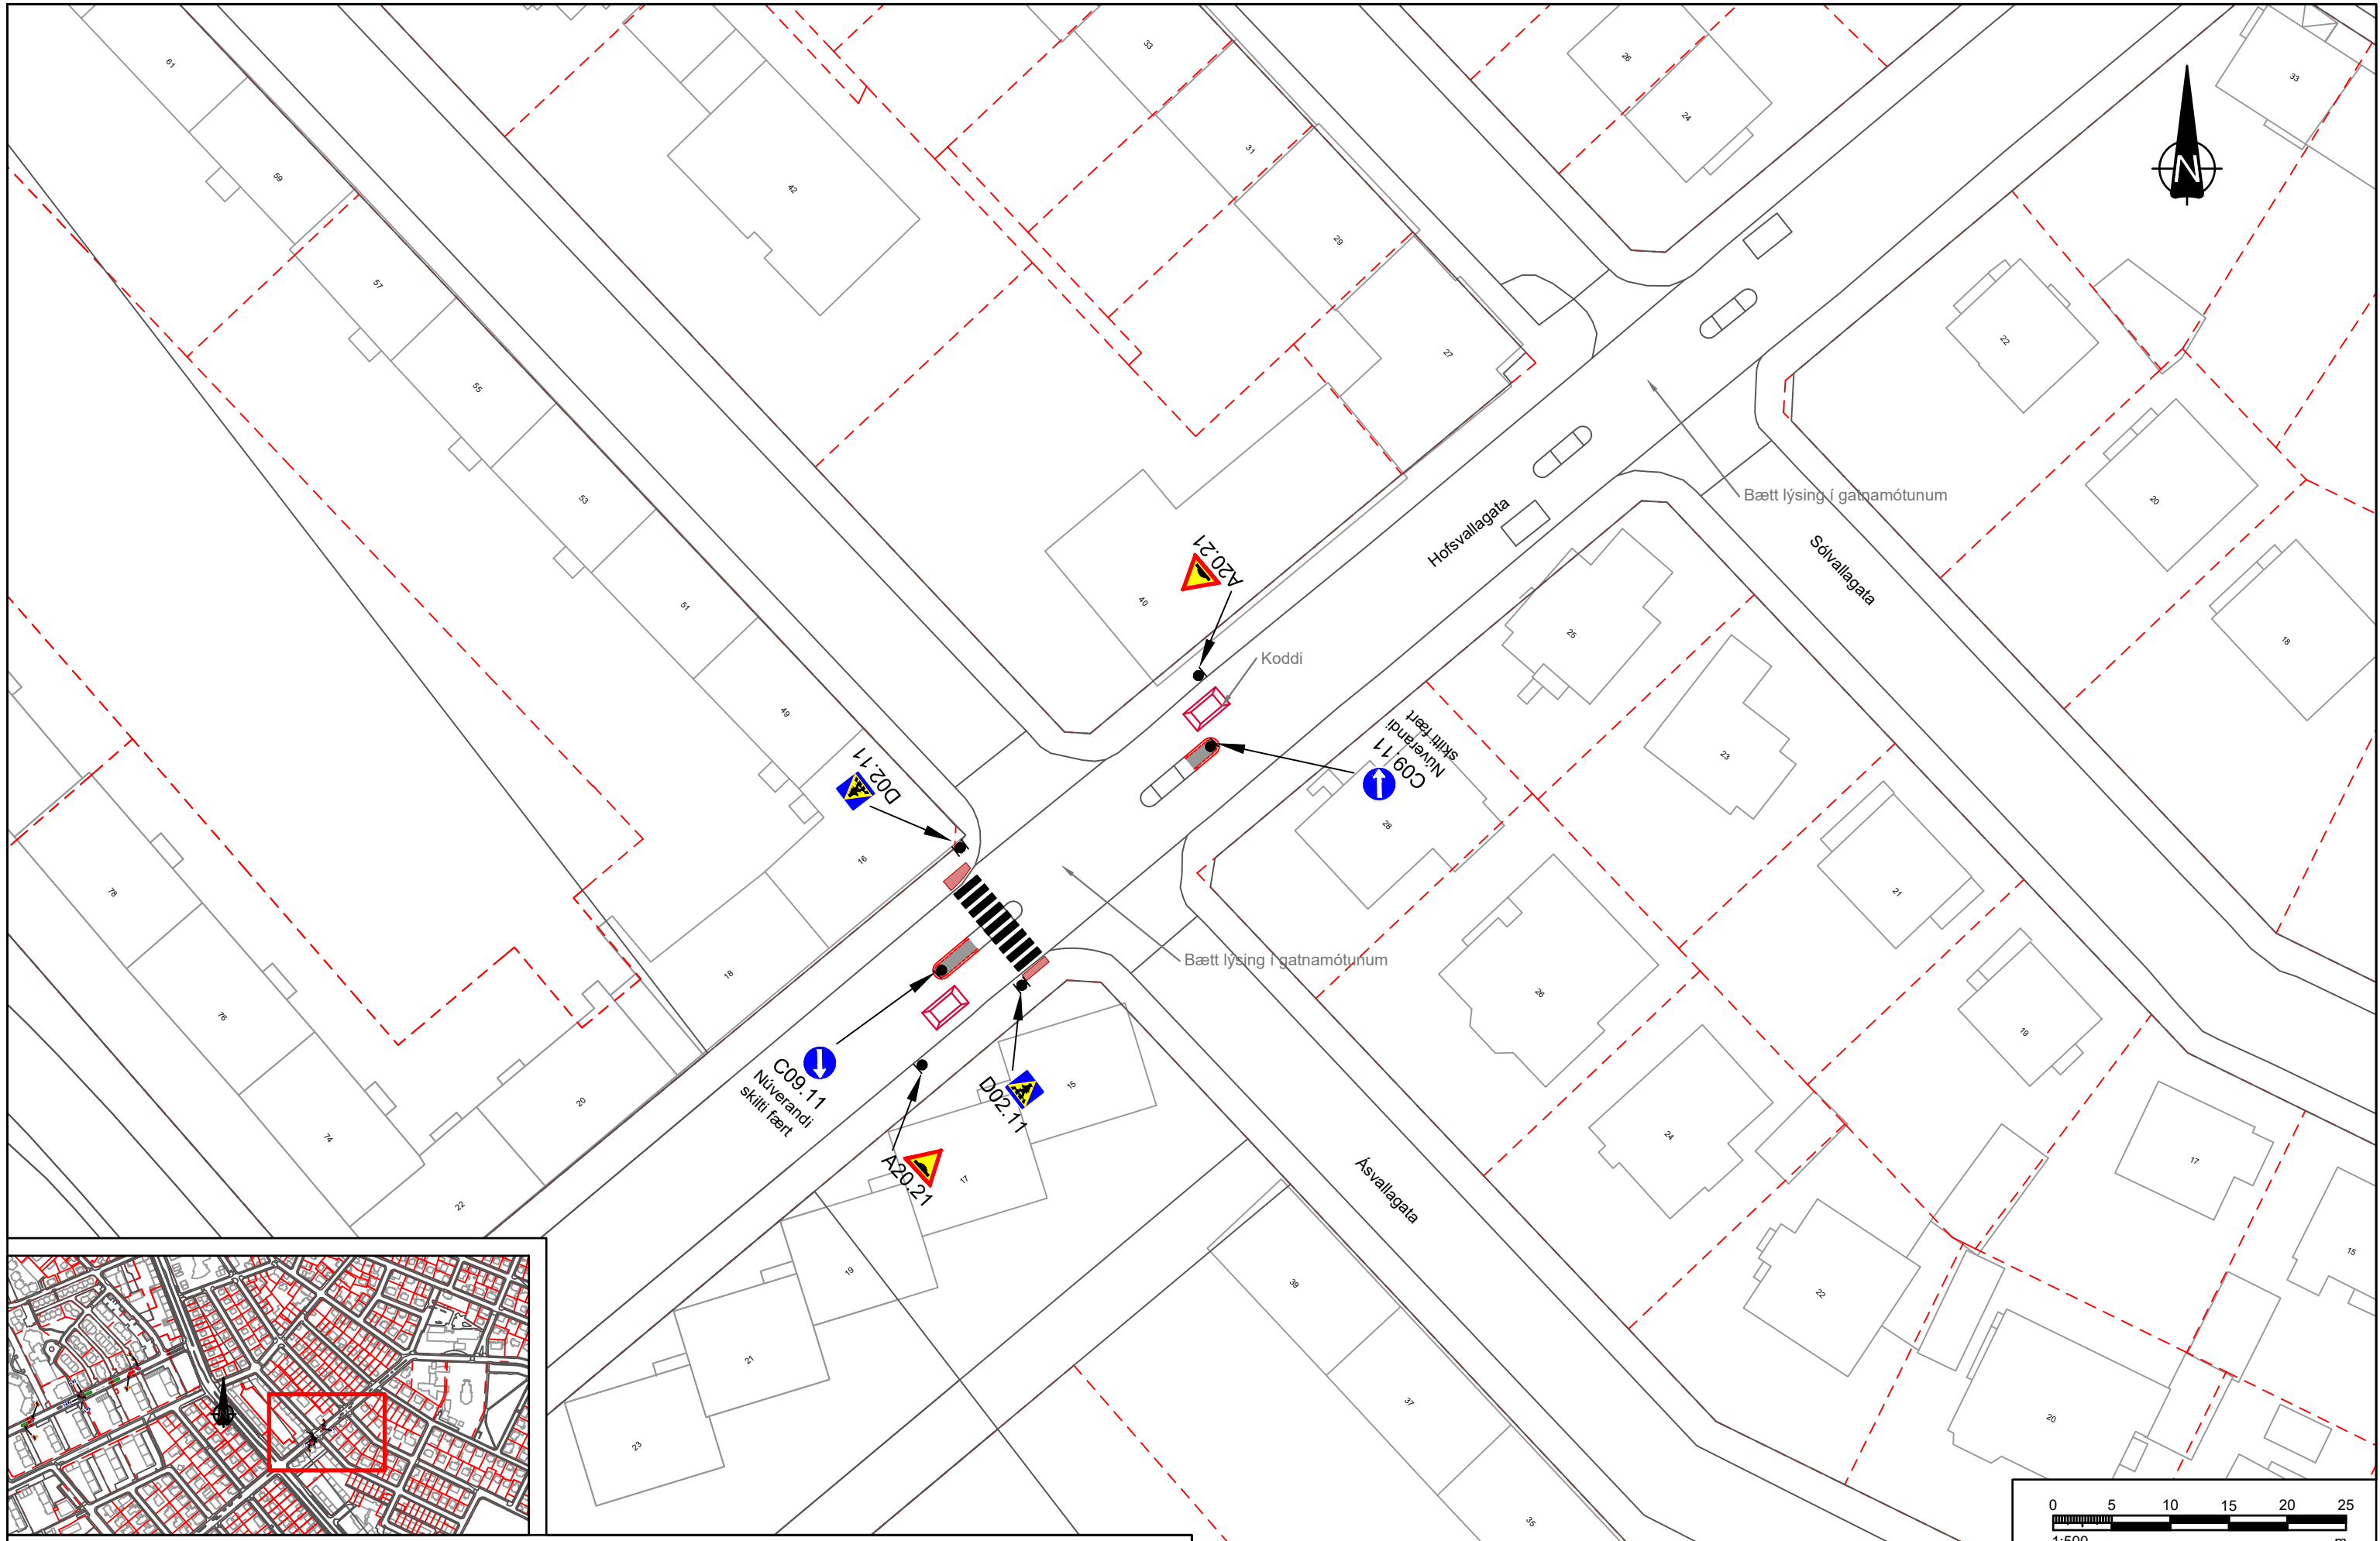 61
59
57
55
53
51
49
42
33
31
29
27
26
24
33
22
20
18
40
25
23
21
19
17
15
28
26
24
22
20
16
18
20
22
78
76
74
15
17
19
21
23
39
37
35
N
Hofsvallagata
Sólvallagata
Ásvallagata
Bætt lýsing í gatnamótunum
Bætt lýsing í gatnamótunum
Koddi
A20.21
C09.11
Núverandi
skilti fært
D02.11
D02.11
C09.11
Núverandi
skilti fært
A20.21
0 5 10 15 20 25
1:500 m